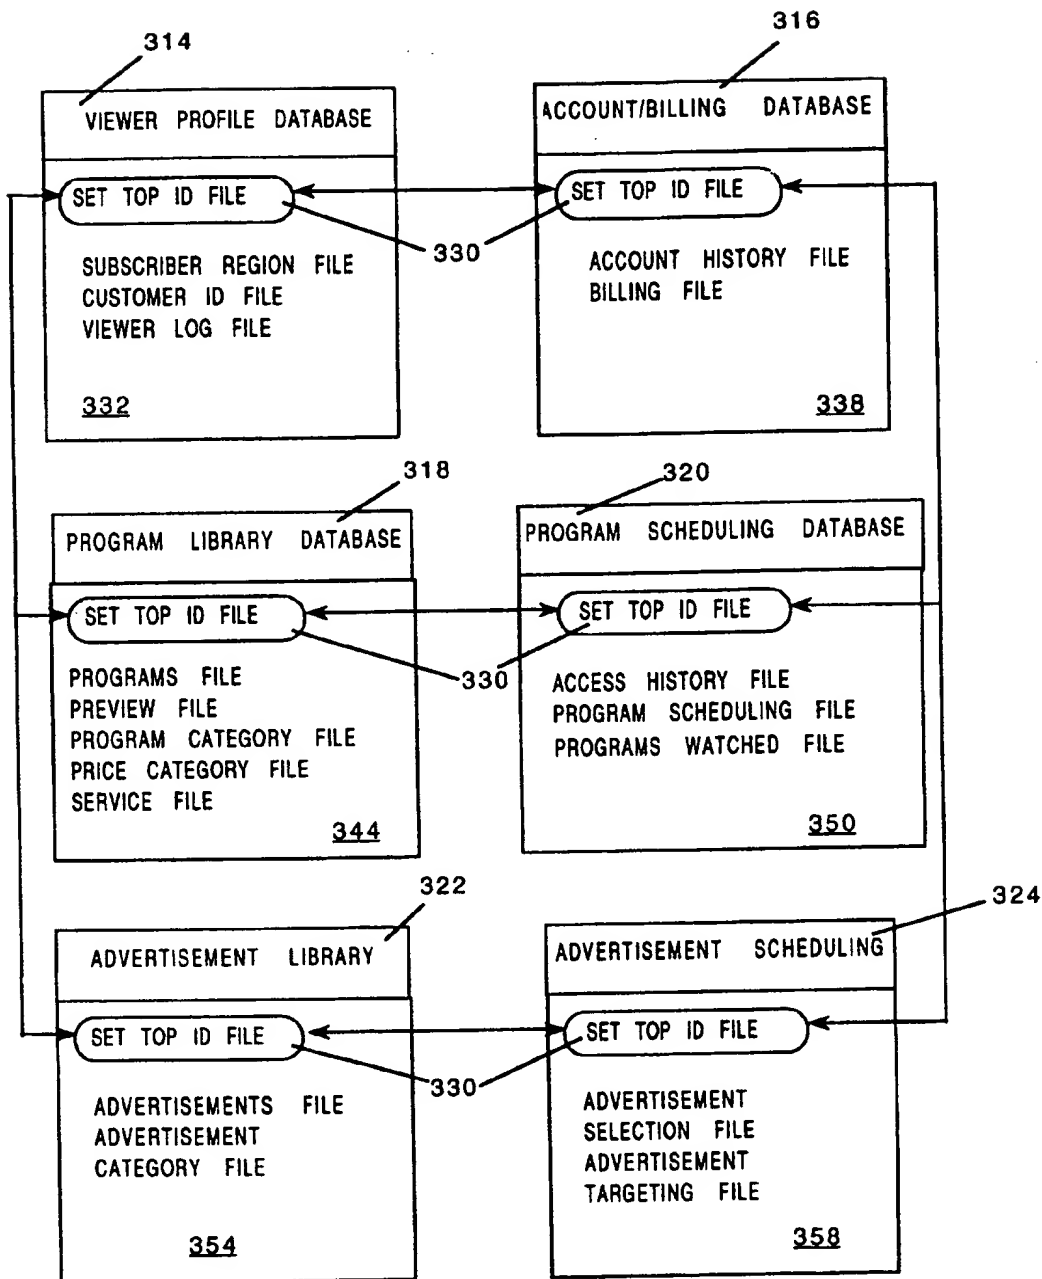 314
316
VIEWER PROFILE DATABASE
SET TOP ID FILE
SUBSCRIBER REGION FILE
CUSTOMER ID FILE
VIEWER LOG FILE
332
ACCOUNT/BILLING DATABASE
SET TOP ID FILE
330
ACCOUNT HISTORY FILE
BILLING FILE
338
318
320
PROGRAM LIBRARY DATABASE
SET TOP ID FILE
PROGRAMS FILE
PREVIEW FILE
PROGRAM CATEGORY FILE
PRICE CATEGORY FILE
SERVICE FILE
344
PROGRAM SCHEDULING DATABASE
SET TOP ID FILE
330
ACCESS HISTORY FILE
PROGRAM SCHEDULING FILE
PROGRAMS WATCHED FILE
350
322
324
ADVERTISEMENT LIBRARY
SET TOP ID FILE
ADVERTISEMENTS FILE
ADVERTISEMENT
CATEGORY FILE
354
ADVERTISEMENT SCHEDULING
SET TOP ID FILE
330
ADVERTISEMENT
SELECTION FILE
ADVERTISEMENT
TARGETING FILE
358